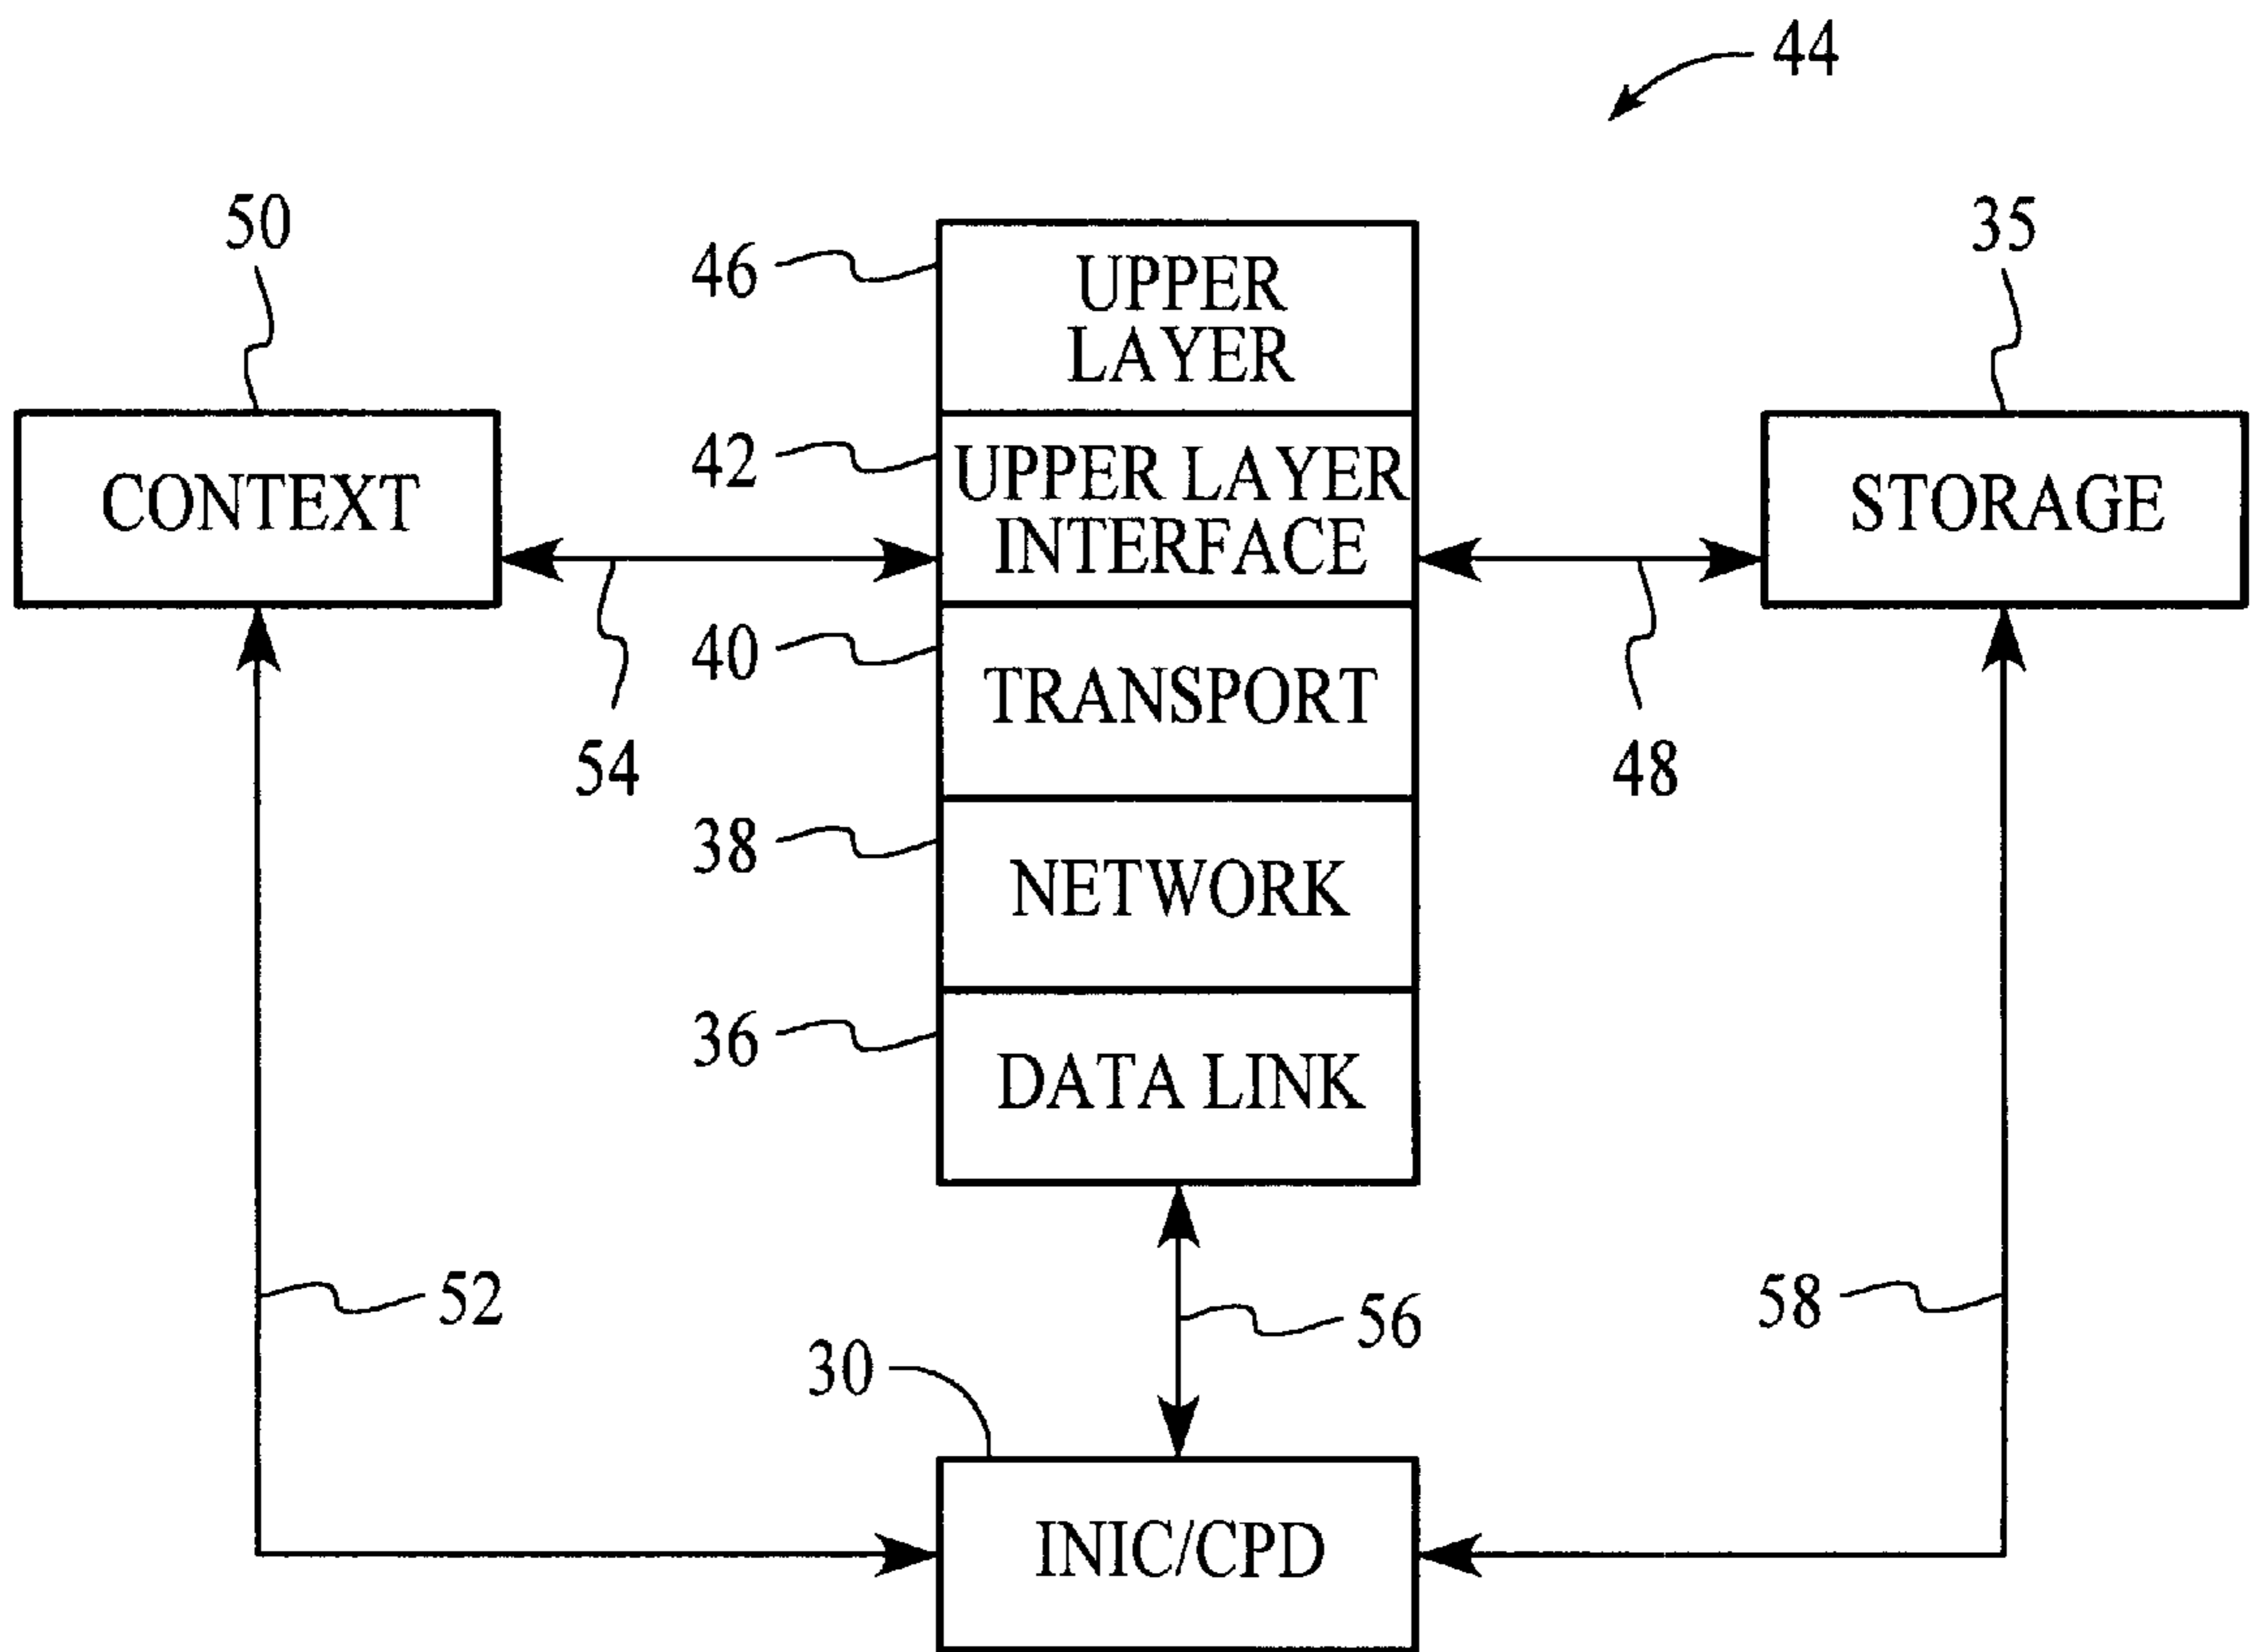 44
50
35
46
UPPER
LAYER
42
UPPER LAYER
INTERFACE
CONTEXT
STORAGE
40
TRANSPORT
54
48
38
NETWORK
36
DATA LINK
52
56
58
30
INIC/CPD